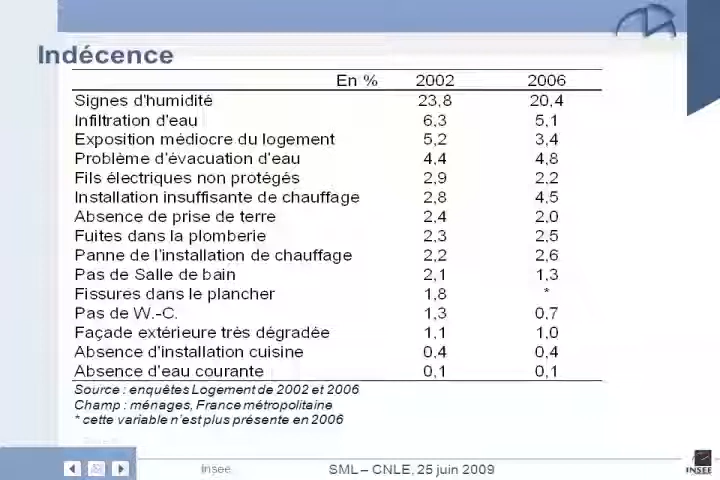 Indécence
En % 2002 2006
Signes d'humidité 23,8 20,4
Infiltration d'eau 6,3 5,1
Exposition médiocre du logement 5,2 3,4
Problème d'évacuation d'eau 4,4 4,8
Fils électriques non protégés 2,9 2,2
Installation insuffisante de chauffage 2,8 4,5
Absence de prise de terre 2,4 2,0
Fuites dans la plomberie 2,3 2,5
Panne de l'installation de chauffage 2,2 2,6
Pas de Salle de bain 2,1 1,3
Fissures dans le plancher 1,8 *
Pas de W.-C. 1,3 0,7
Façade extérieure très dégradée 1,1 1,0
Absence d'installation cuisine 0,4 0,4
Absence d'eau courante 0,1 0,1
Source : enquêtes Logement de 2002 et 2006
Champ : ménages, France métropolitaine
* cette variable n'est plus présente en 2006
Insee SML – CNLE, 25 juin 2009
INSEE